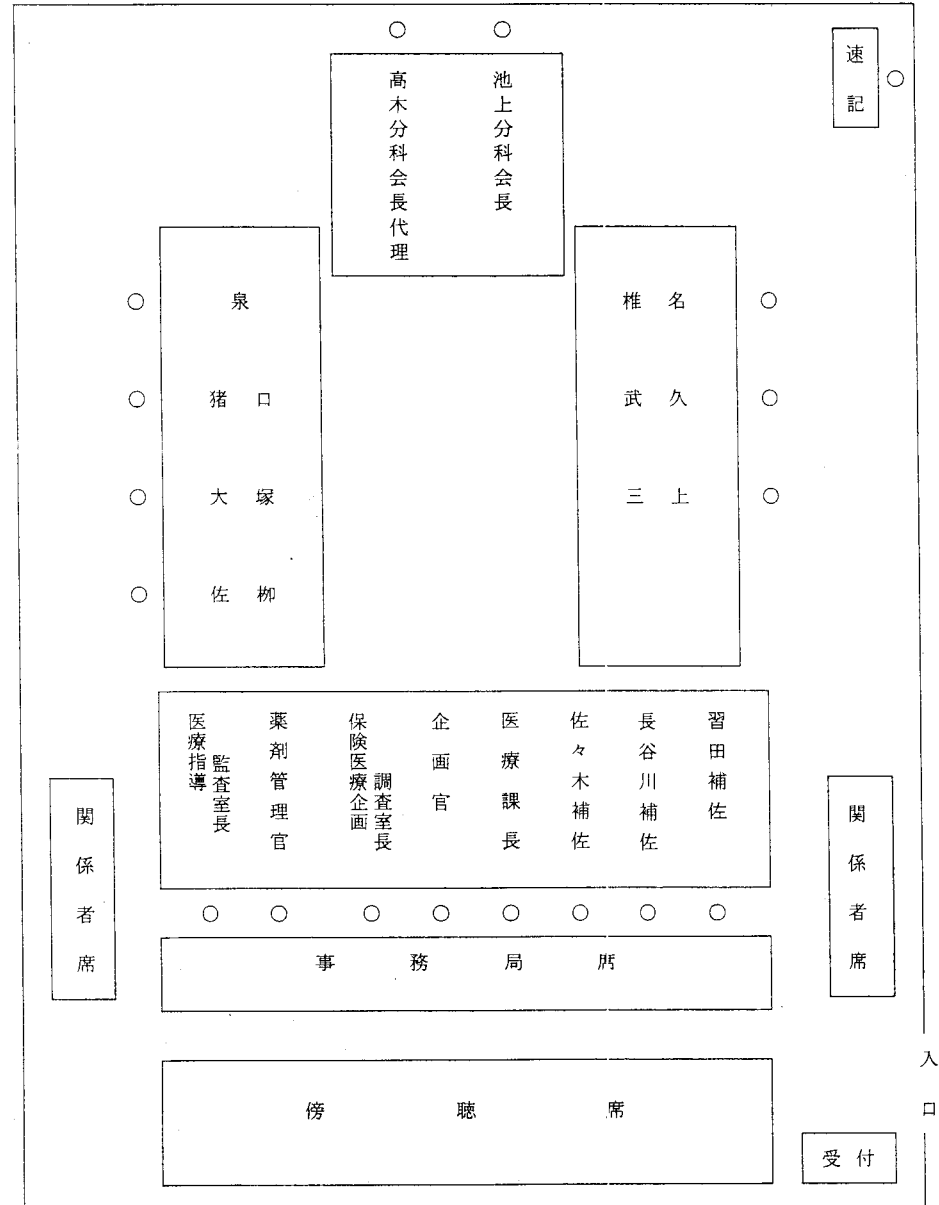 速記
高木分科会長代理
池上分科会長
泉
猪口
大塚
佐栁
椎名
武久
三上
医療指導
監査室長
薬剤管理官
保険医療企画
調査室長
企画官
医療課長
佐々木補佐
長谷川補佐
習田補佐
関係者席
関係者席
事務局席
傍聴席
入口
受付